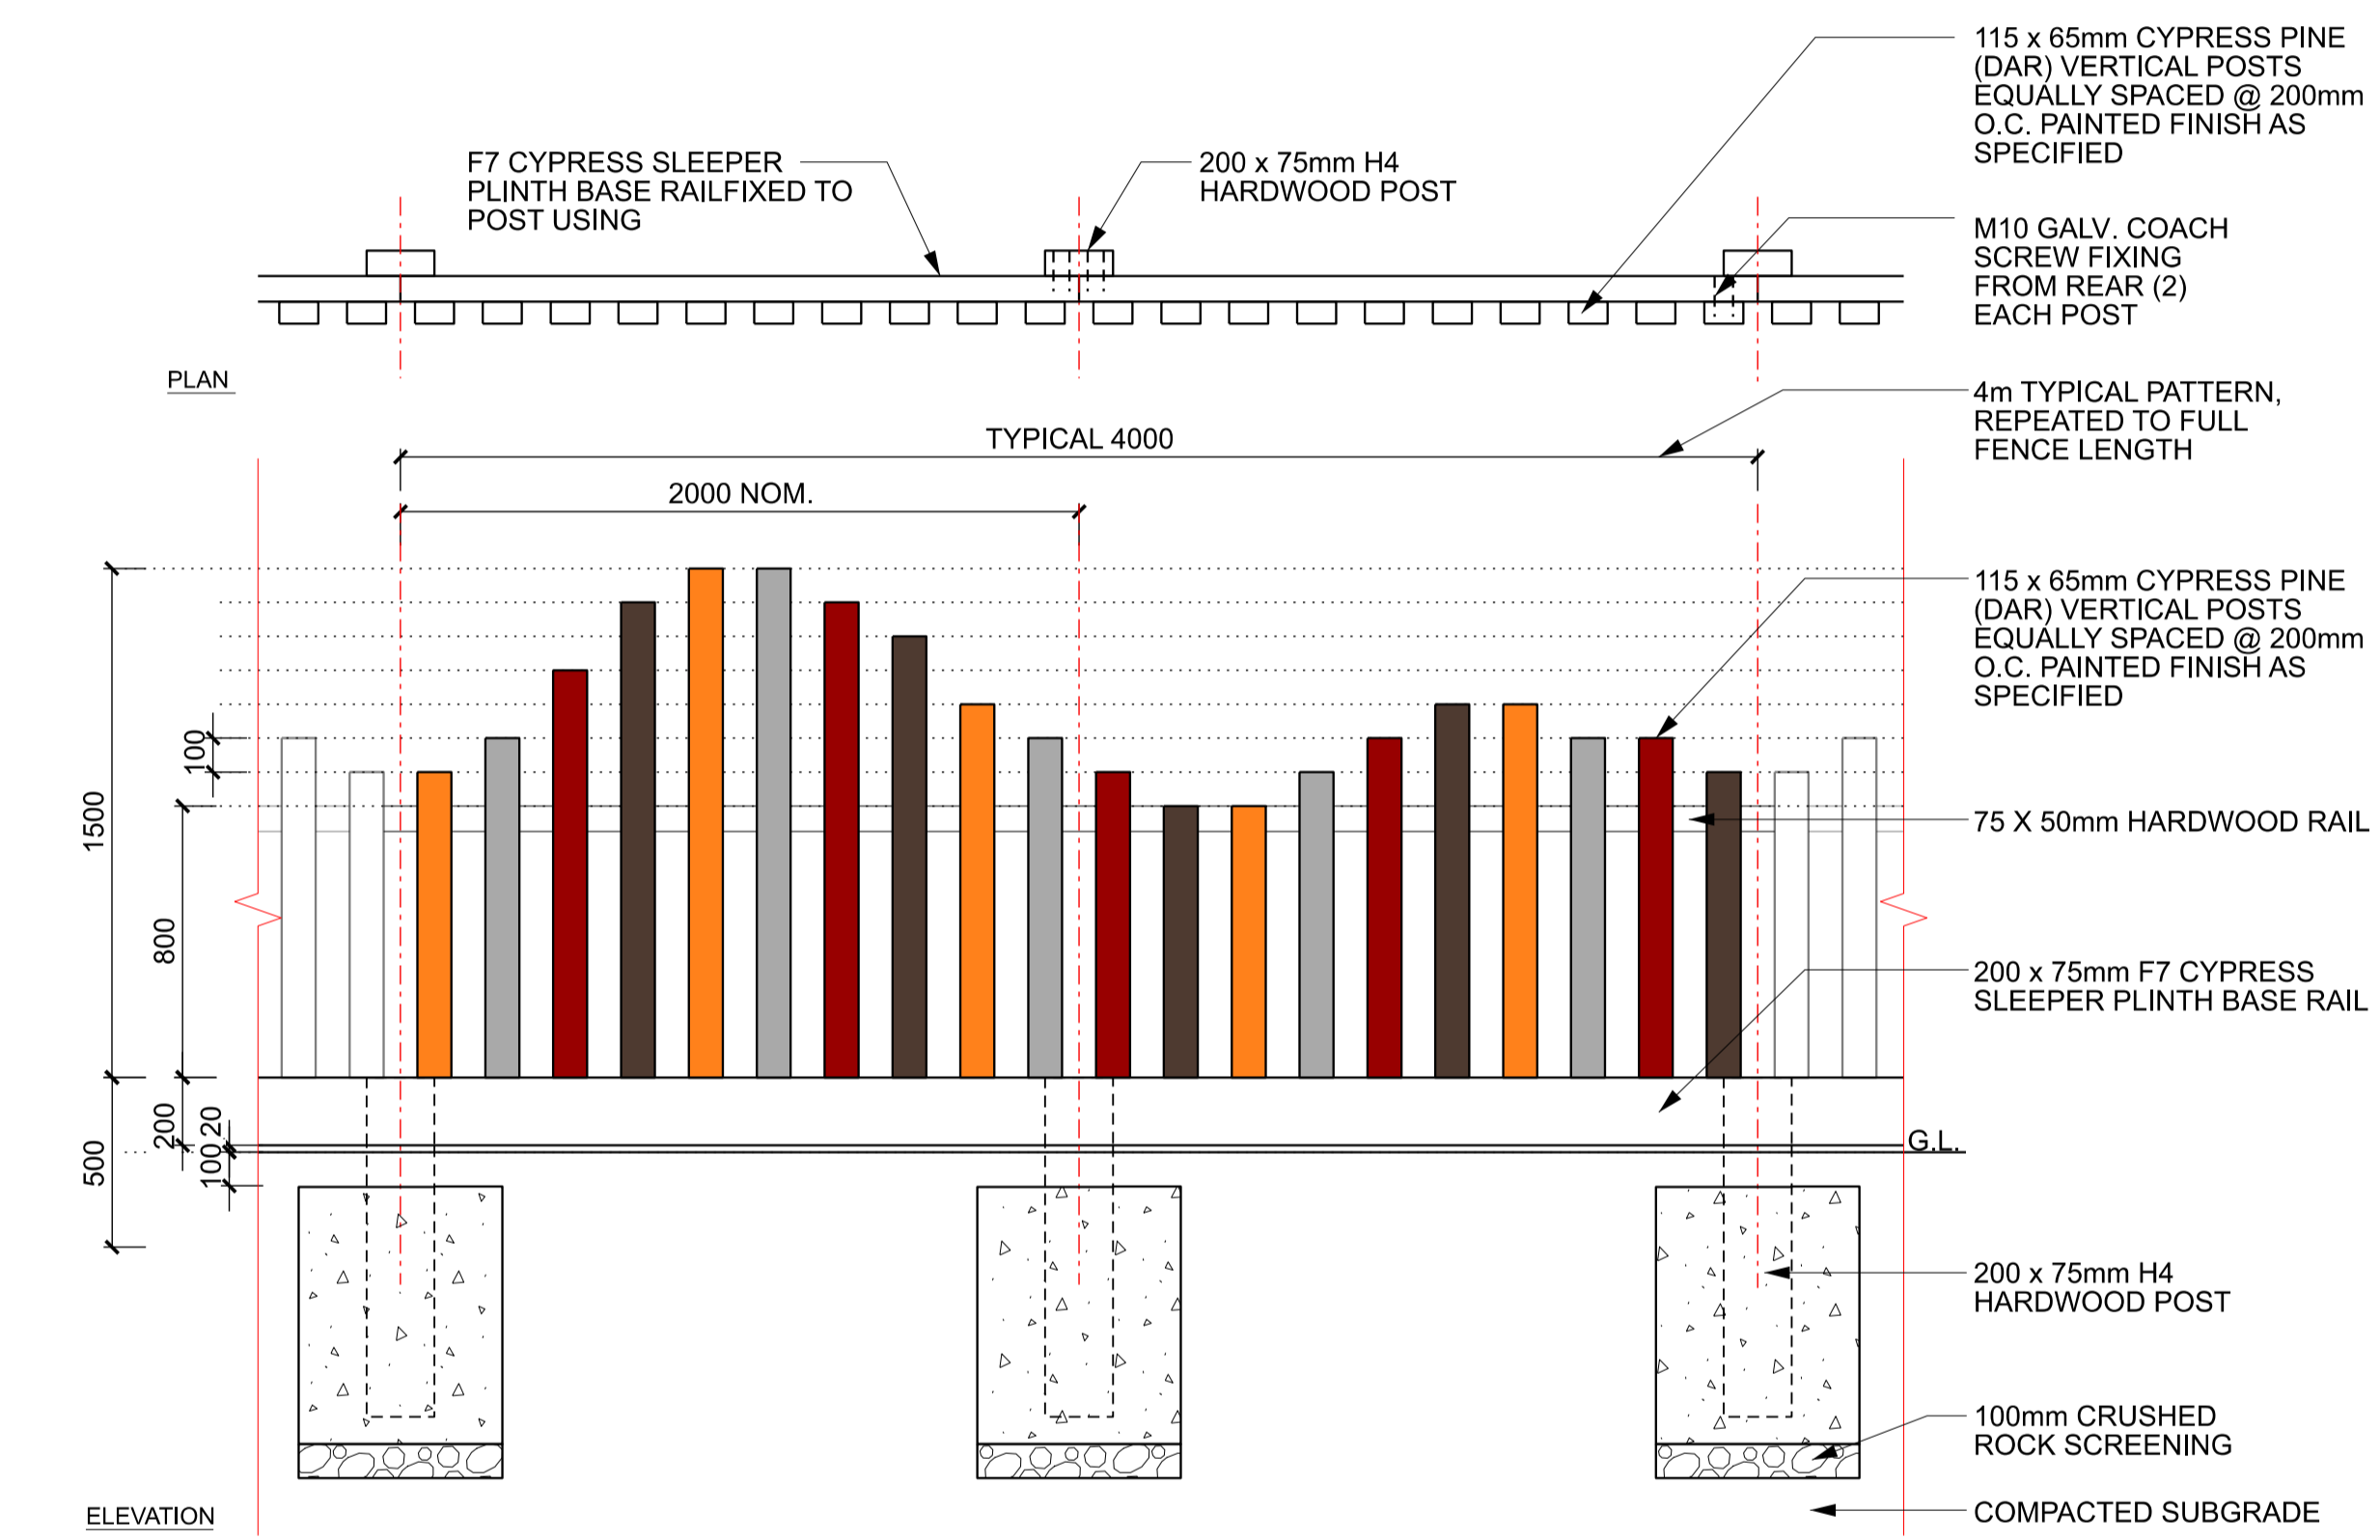 115 x 65mm CYPRESS PINE
(DAR) VERTICAL POSTS
EQUALLY SPACED @ 200mm
O.C. PAINTED FINISH AS
SPECIFIED
F7 CYPRESS SLEEPER
PLINTH BASE RAILFIXED TO
POST USING
200 x 75mm H4
HARDWOOD POST
M10 GALV. COACH
SCREW FIXING
FROM REAR (2)
EACH POST
PLAN
4m TYPICAL PATTERN,
REPEATED TO FULL
FENCE LENGTH
TYPICAL 4000
2000 NOM.
115 x 65mm CYPRESS PINE
(DAR) VERTICAL POSTS
EQUALLY SPACED @ 200mm
O.C. PAINTED FINISH AS
SPECIFIED
100
1500
75 X 50mm HARDWOOD RAIL
800
200 x 75mm F7 CYPRESS
SLEEPER PLINTH BASE RAIL
200
20
100
500
G.L.
200 x 75mm H4
HARDWOOD POST
100mm CRUSHED
ROCK SCREENING
COMPACTED SUBGRADE
ELEVATION